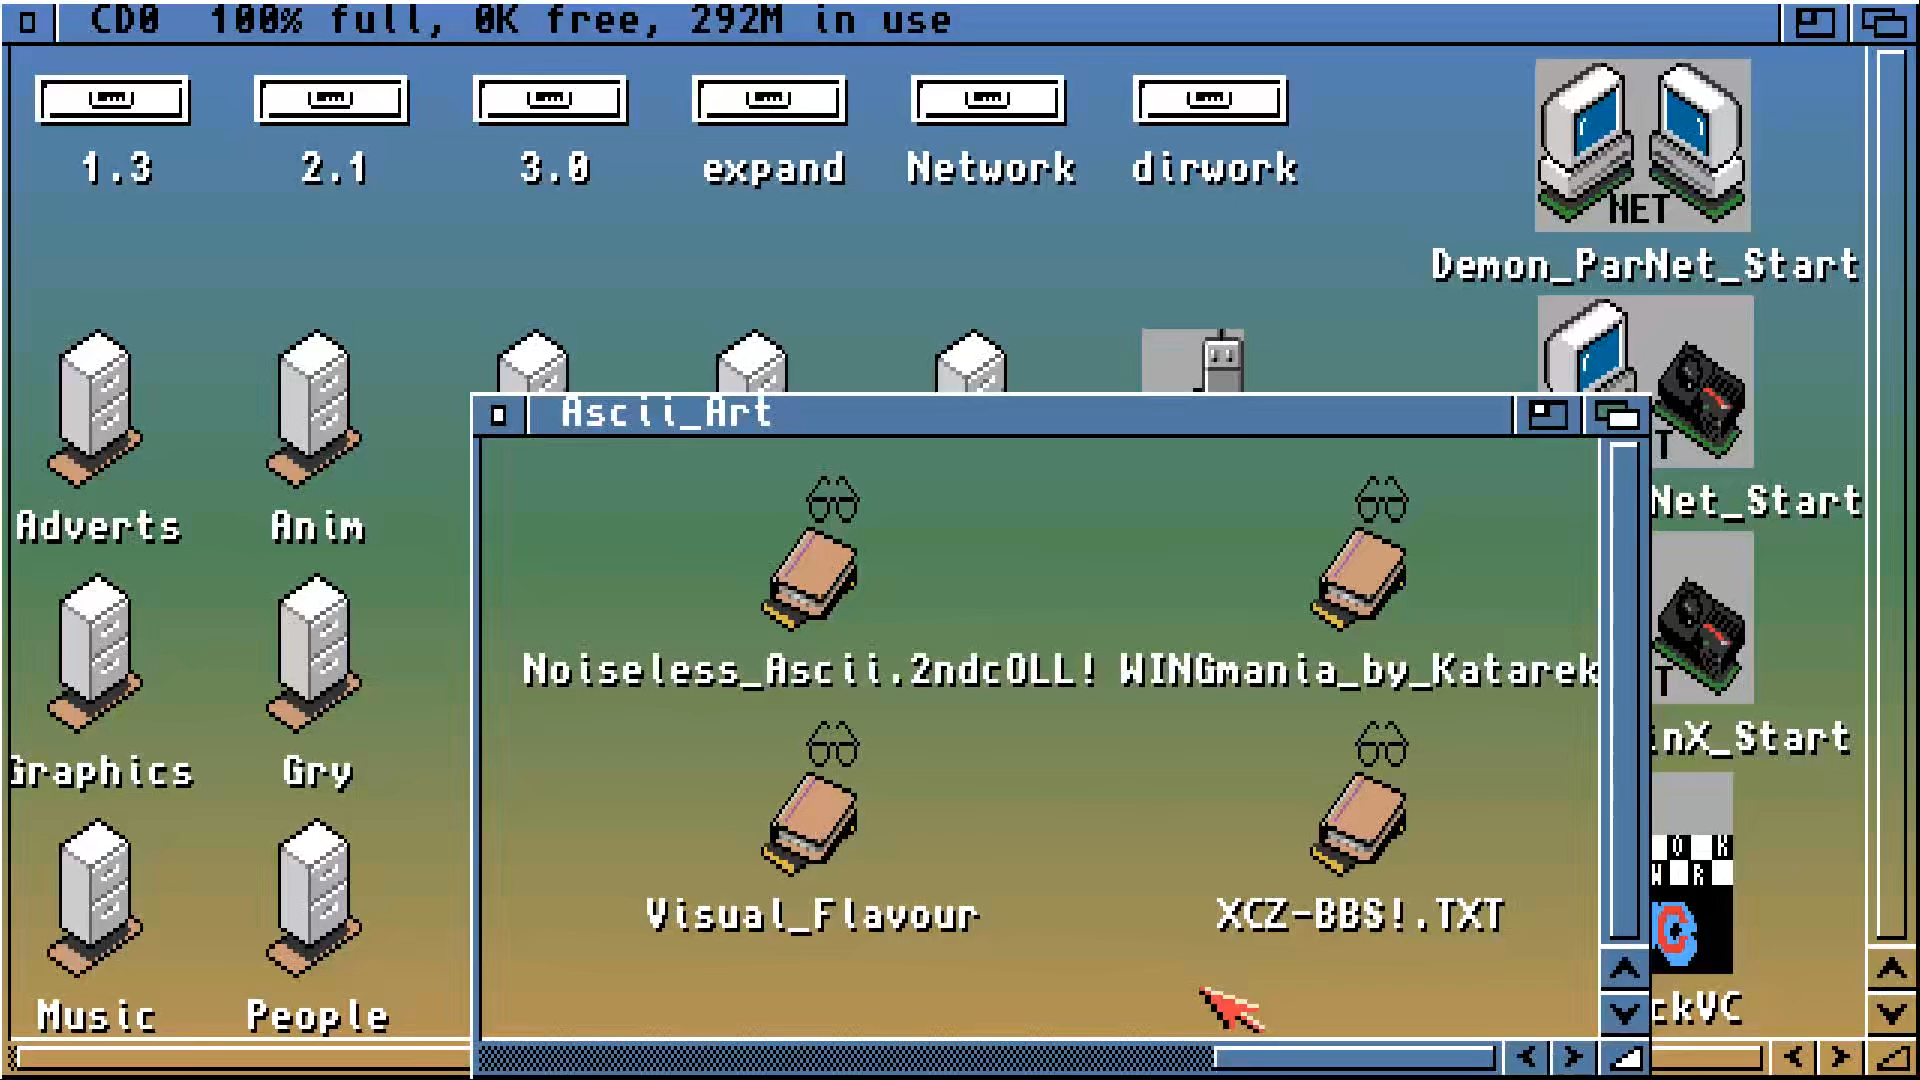 CD0 100% full, 0K free, 292M in use
1.3 2.1 3.0 expand Network dirwork
NET
Demon_ParNet_Start
Ascii_Art
T
Net_Start
Adverts Anim
Noiseless_Ascii.2ndcOLL! WINGmania_by_Katarek
T
inX_Start
Graphics Gry
Visual_Flavour XCZ-BBS!.TXT
O R
W R
C
ckVC
Music People